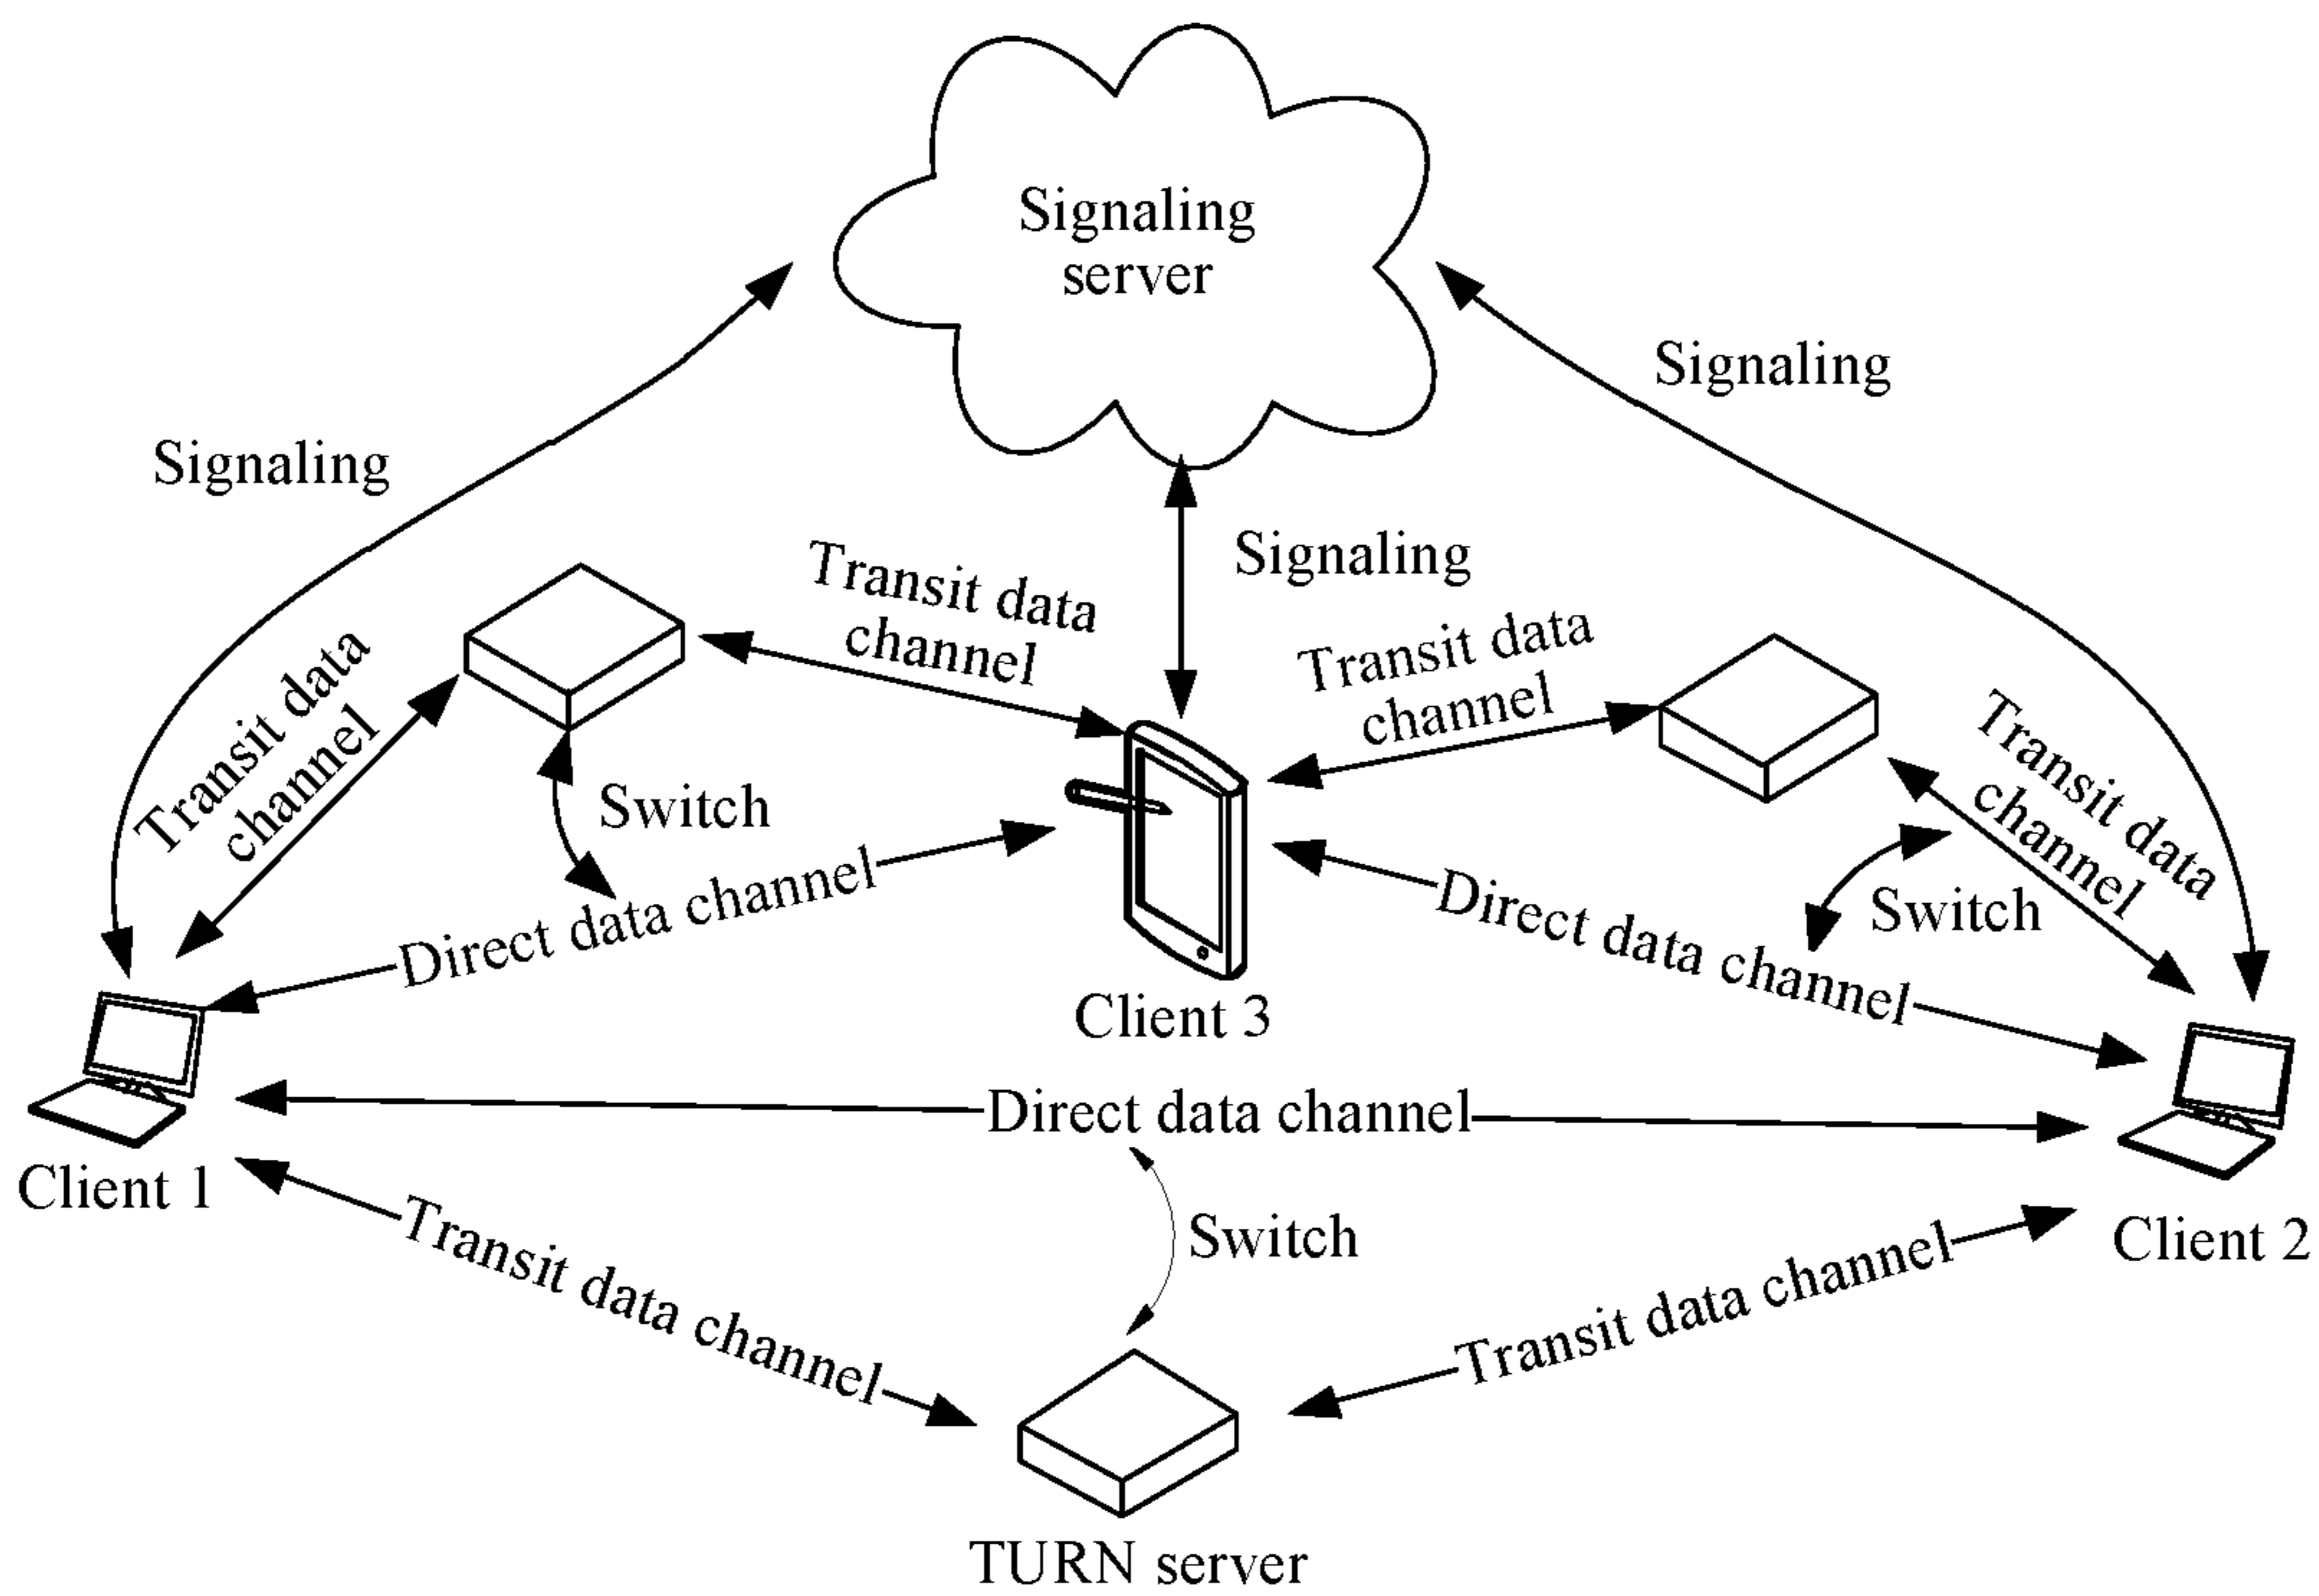 Signaling
server
Signaling
Signaling
Signaling
Transit data
channel
Transit data
channel
Transit data
channel
Transit data
channel
Switch
Direct data channel
Direct data channel
Switch
Client 3
Direct data channel
Client 1
Client 2
Switch
Transit data channel
Transit data channel
TURN server